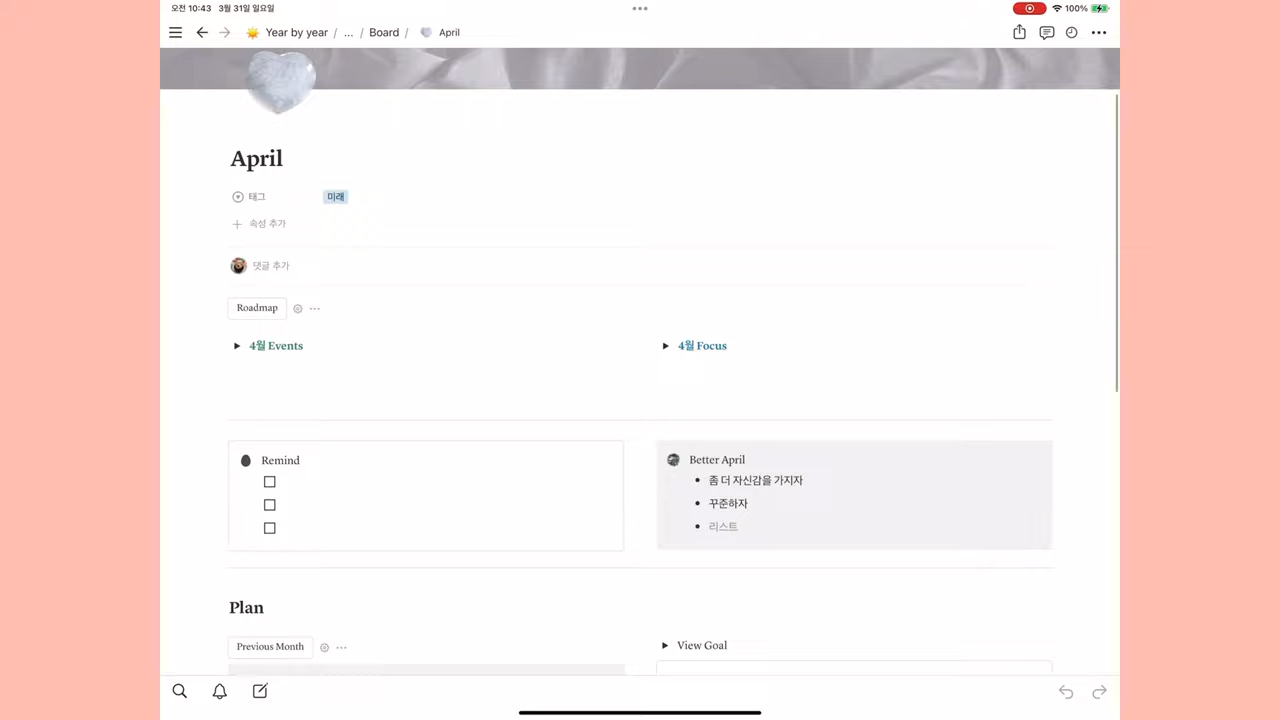 오전 10:43 3월 31일 일요일
100%
Year by year / ... / Board / April
April
태그 미래
속성 추가
댓글 추가
Roadmap
4월 Events
4월 Focus
Remind
Better April
좀 더 자신감을 가지자
꾸준하자
리스트
Plan
Previous Month
View Goal